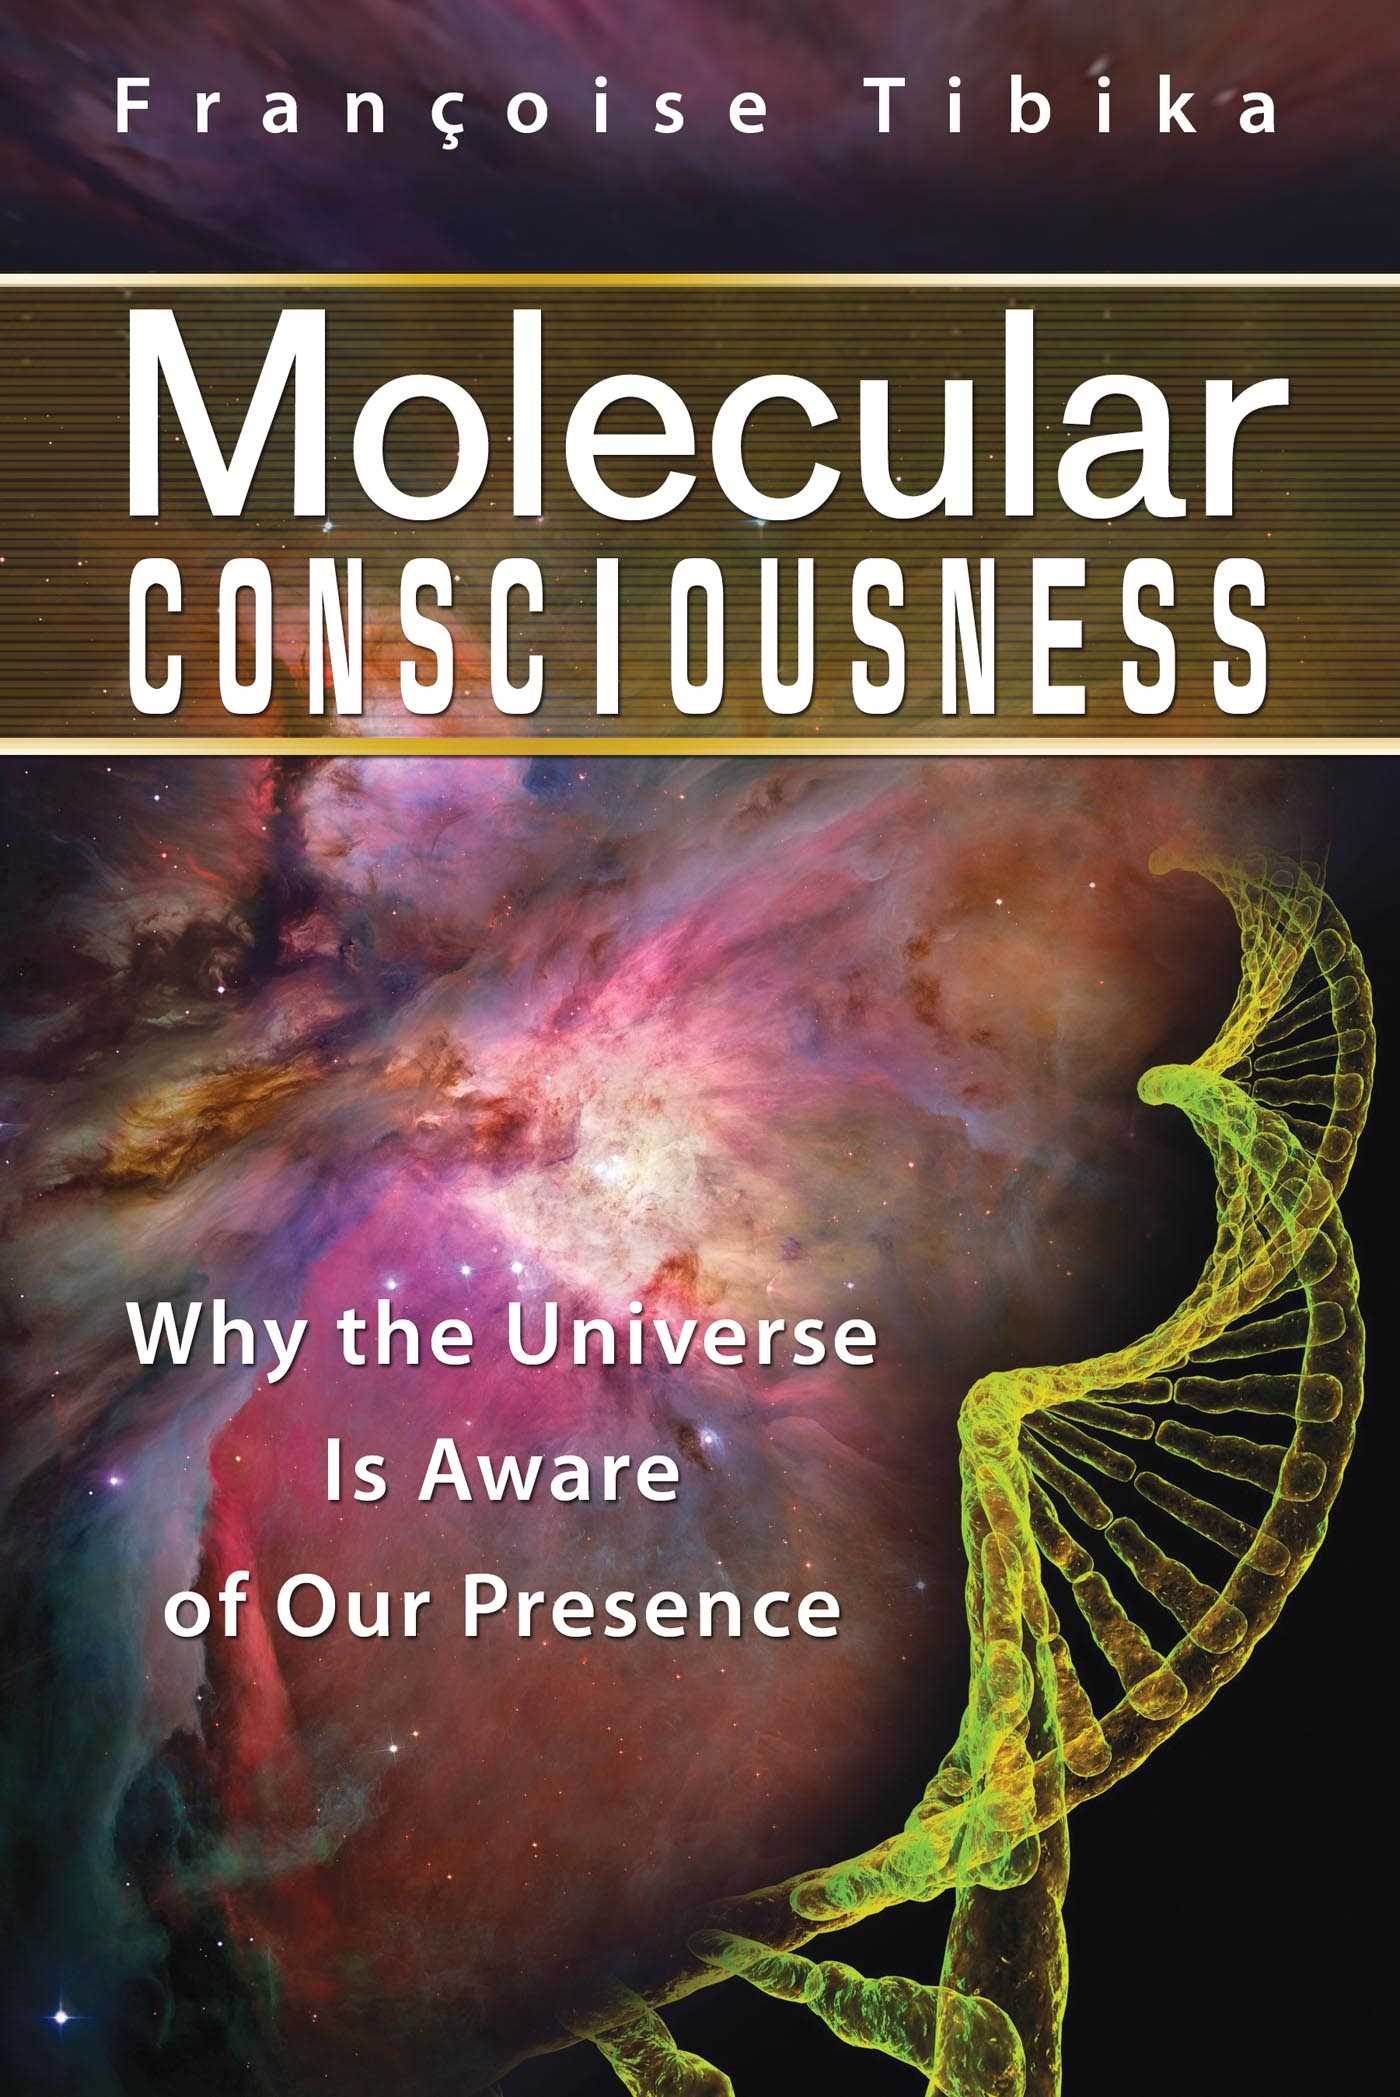 Françoise Tibika
Molecular
CONSCIOUSNESS
Why the Universe
Is Aware
of Our Presence